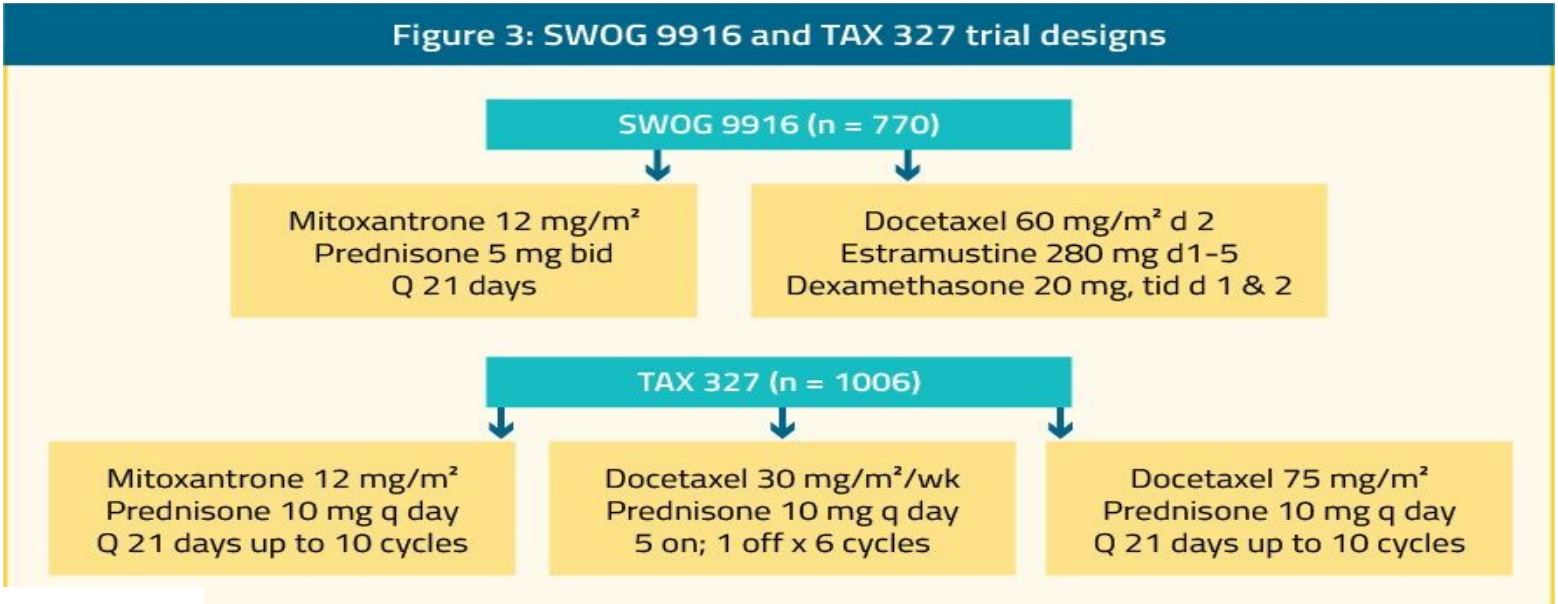 Figure 3: SWOG 9916 and TAX 327 trial designs
SWOG 9916 (n = 770)
Mitoxantrone 12 mg/m²
Prednisone 5 mg bid
Q 21 days
Docetaxel 60 mg/m² d 2
Estramustine 280 mg d1-5
Dexamethasone 20 mg, tid d 1 & 2
TAX 327 (n = 1006)
Mitoxantrone 12 mg/m²
Prednisone 10 mg q day
Q 21 days up to 10 cycles
Docetaxel 30 mg/m²/wk
Prednisone 10 mg q day
5 on; 1 off x 6 cycles
Docetaxel 75 mg/m²
Prednisone 10 mg q day
Q 21 days up to 10 cycles